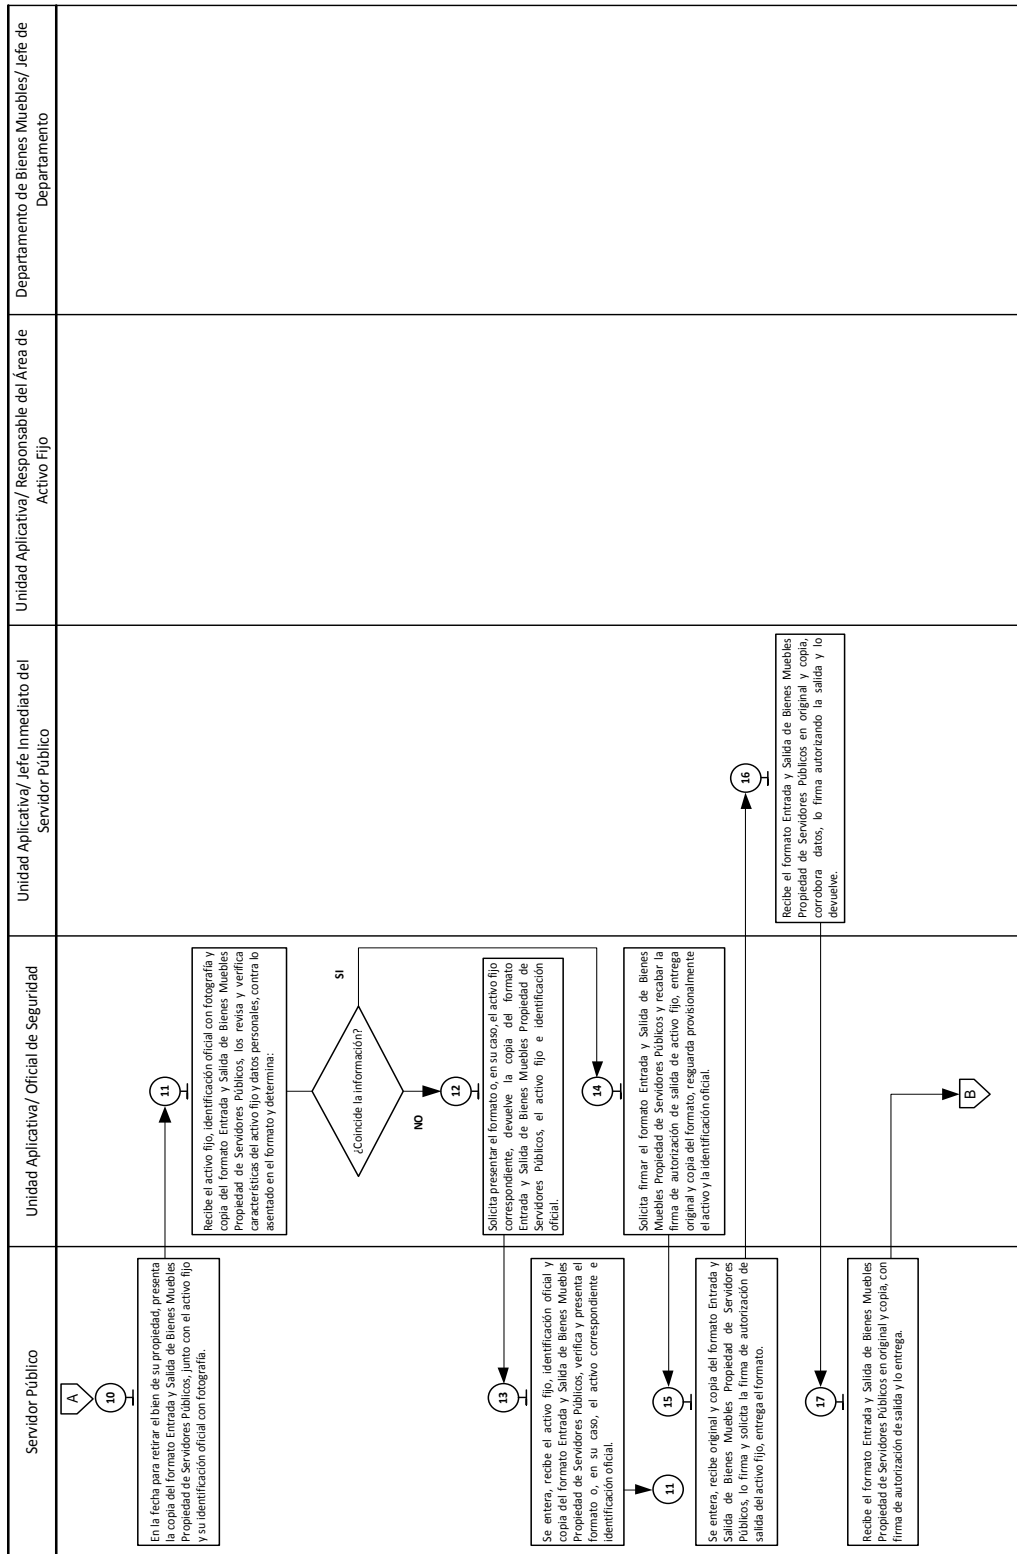 Servidor Público
Unidad Aplicativa/ Oficial de Seguridad
Unidad Aplicativa/ Jefe Inmediato del
Servidor Público
Unidad Aplicativa/ Responsable del Área de
Activo Fijo
Departamento de Bienes Muebles/ Jefe de
Departamento
A
10
En la fecha para retirar el bien de su propiedad, presenta
la copia del formato Entrada y Salida de Bienes Muebles
Propiedad de Servidores Públicos, junto con el activo fijo
y su identificación oficial con fotografía.
11
Recibe el activo fijo, identificación oficial con fotografía y
copia del formato Entrada y Salida de Bienes Muebles
Propiedad de Servidores Públicos, los revisa y verifica
características del activo fijo y datos personales, contra lo
asentado en el formato y determina:
¿Coincide la información?
SI
NO
12
Solicita presentar el formato o, en su caso, el activo fijo
correspondiente, devuelve la copia del formato
Entrada y Salida de Bienes Muebles Propiedad de
Servidores Públicos, el activo fijo e identificación
oficial.
13
Se entera, recibe el activo fijo, identificación oficial y
copia del formato Entrada y Salida de Bienes Muebles
Propiedad de Servidores Públicos, verifica y presenta el
formato o, en su caso, el activo correspondiente e
identificación oficial.
11
14
Solicita firmar el formato Entrada y Salida de Bienes
Muebles Propiedad de Servidores Públicos y recabar la
firma de autorización de salida de activo fijo, entrega
original y copia del formato, resguarda provisionalmente
el activo y la identificación oficial.
15
Se entera, recibe original y copia del formato Entrada y
Salida de Bienes Muebles Propiedad de Servidores
Públicos, lo firma y solicita la firma de autorización de
salida del activo fijo, entrega el formato.
16
Recibe el formato Entrada y Salida de Bienes Muebles
Propiedad de Servidores Públicos en original y copia,
corrobora datos, lo firma autorizando la salida y lo
devuelve.
17
Recibe el formato Entrada y Salida de Bienes Muebles
Propiedad de Servidores Públicos en original y copia, con
firma de autorización de salida y lo entrega.
B